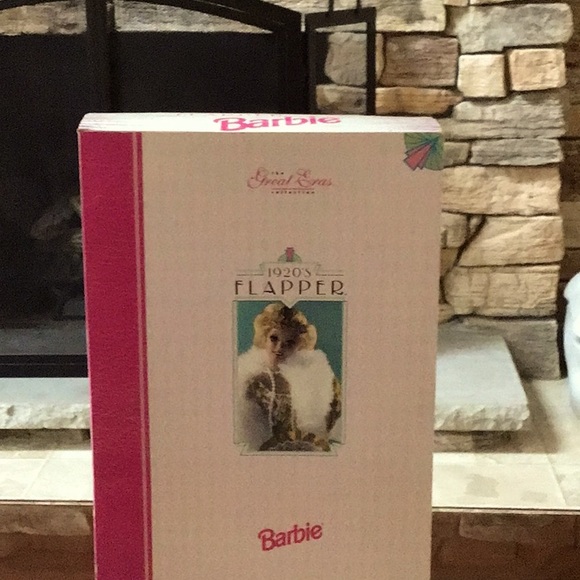 Barbie
THE
Great Eras
COLLECTION
1920'S
FLAPPER
Barbie